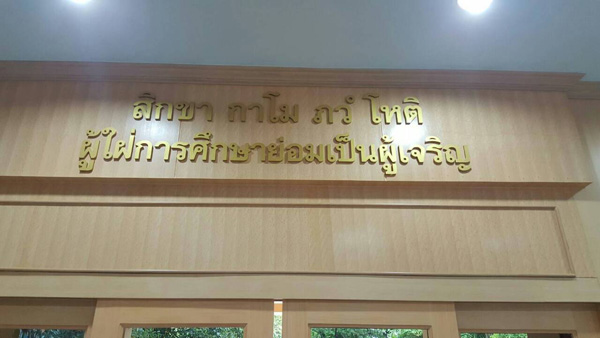 สิกขา กาโม ภวํ โหติ
ผู้ใฝ่การศึกษาย่อมเป็นผู้เจริญ